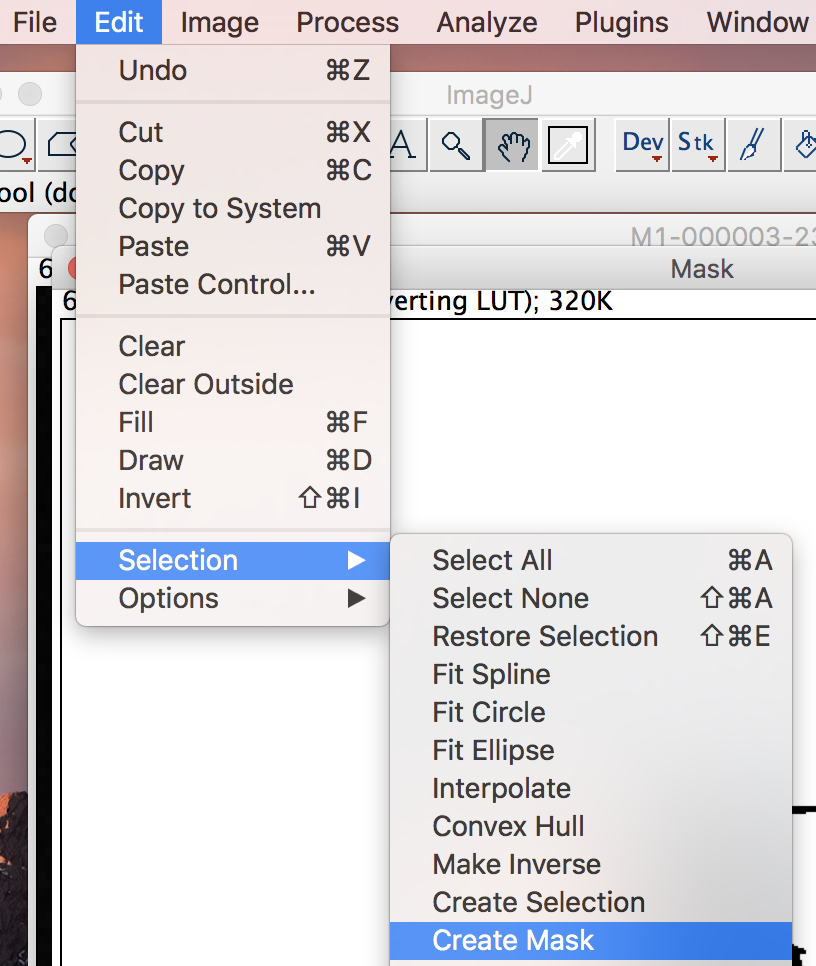 File Edit Image Process Analyze Plugins Window
Undo ⌘Z
ImageJ
Cut ⌘X
A Dev Stk
Copy ⌘C
ool (do
Copy to System
Paste ⌘V
M1-000003-23
6
Mask
Paste Control...
6 verting LUT); 320K
Clear
Clear Outside
Fill ⌘F
Draw ⌘D
Invert ⇧⌘I
Selection ▶
Options ▶
Select All ⌘A
Select None ⇧⌘A
Restore Selection ⇧⌘E
Fit Spline
Fit Circle
Fit Ellipse
Interpolate
Convex Hull
Make Inverse
Create Selection
Create Mask